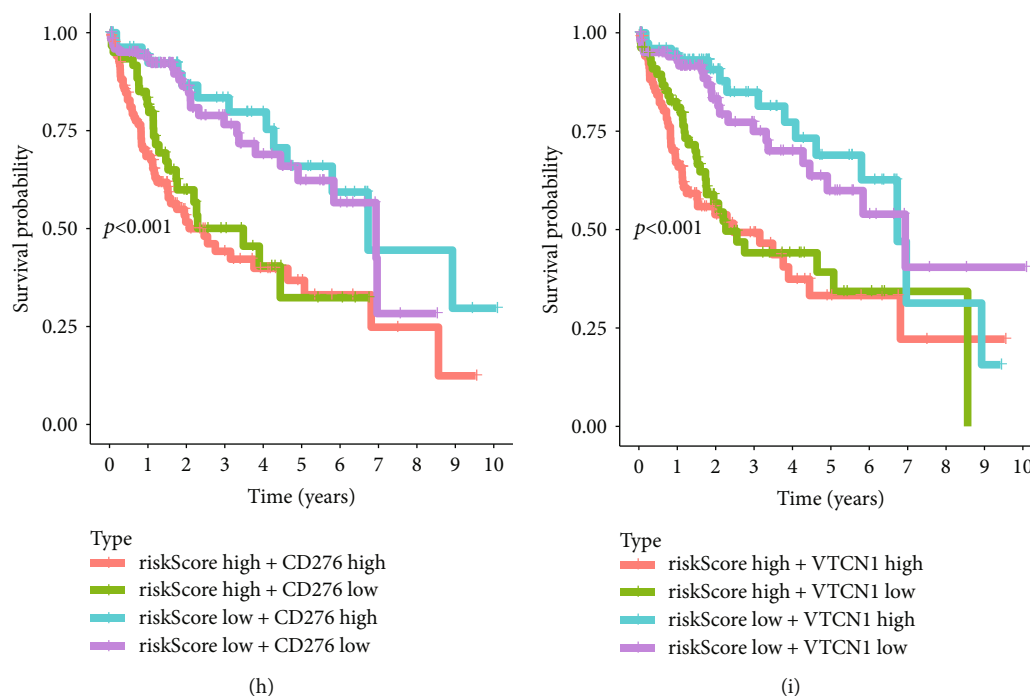 1.00
0.75
0.50
0.25
0.00
Survival probability
p<0.001
0 1 2 3 4 5 6 7 8 9 10
Time (years)
Type
riskScore high + CD276 high
riskScore high + CD276 low
riskScore low + CD276 high
riskScore low + CD276 low
(h)
1.00
0.75
0.50
0.25
0.00
Survival probability
p<0.001
0 1 2 3 4 5 6 7 8 9 10
Time (years)
Type
riskScore high + VTCN1 high
riskScore high + VTCN1 low
riskScore low + VTCN1 high
riskScore low + VTCN1 low
(i)